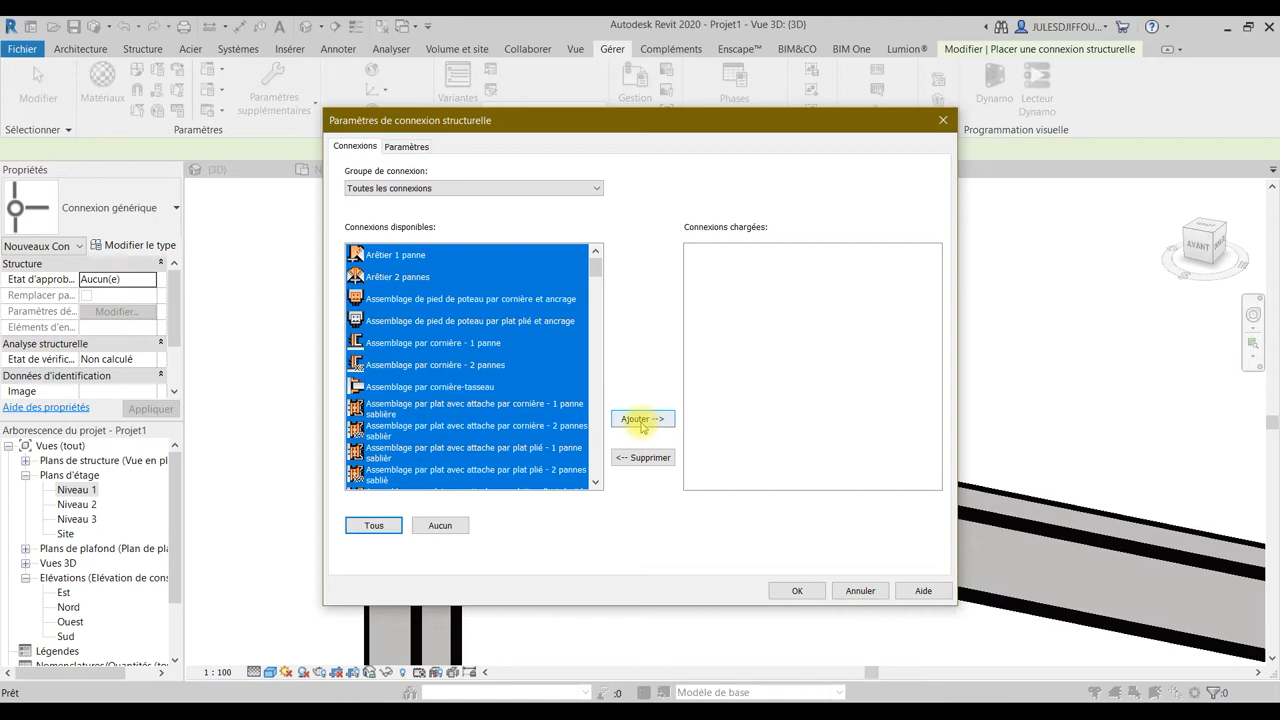 Autodesk Revit 2020 - Projet1 - Vue 3D: {3D}
JULESDJIFFOU...
Fichier Architecture Structure Acier Systèmes Insérer Annoter Analyser Volume et site Collaborer Vue Gérer Compléments Enscape™ BIM&CO BIM One Lumion® Modifier | Placer une connexion structurelle
Modifier
Matériaux
Paramètres
supplémentaires
Variantes
Gestion
Phases
Dynamo
Lecteur
Dynamo
Sélectionner
Paramètres
Programmation visuelle
Paramètres de connexion structurelle
Connexions Paramètres
Groupe de connexion:
Toutes les connexions
Connexions disponibles:
Arêtier 1 panne
Arêtier 2 pannes
Assemblage de pied de poteau par cornière et ancrage
Assemblage de pied de poteau par plat plié et ancrage
Assemblage par cornière - 1 panne
Assemblage par cornière - 2 pannes
Assemblage par cornière-tasseau
Assemblage par plat avec attache par cornière - 1 panne
sablière
Assemblage par plat avec attache par cornière - 2 pannes
sablièr
Assemblage par plat avec attache par plat plié - 1 panne
sablièr
Assemblage par plat avec attache par plat plié - 2 pannes
sabliè
Connexions chargées:
Ajouter -->
<-- Supprimer
Tous Aucun
OK Annuler Aide
Propriétés
Connexion générique
Nouveaux Con Modifier le type
Structure
Etat d'approb... Aucun(e)
Remplacer pa...
Paramètres dé... Modifier...
Eléments d'en...
Analyse structurelle
Etat de vérific... Non calculé
Données d'identification
Image
Aide des propriétés Appliquer
Arborescence du projet - Projet1
Vues (tout)
Plans de structure (Vue en pl
Plans d'étage
Niveau 1
Niveau 2
Niveau 3
Site
Plans de plafond (Plan de pla
Vues 3D
Elévations (Elévation de cons
Est
Nord
Ouest
Sud
Légendes
{3D}
AVANT
1 : 100
Prêt
:0
Modèle de base
:0